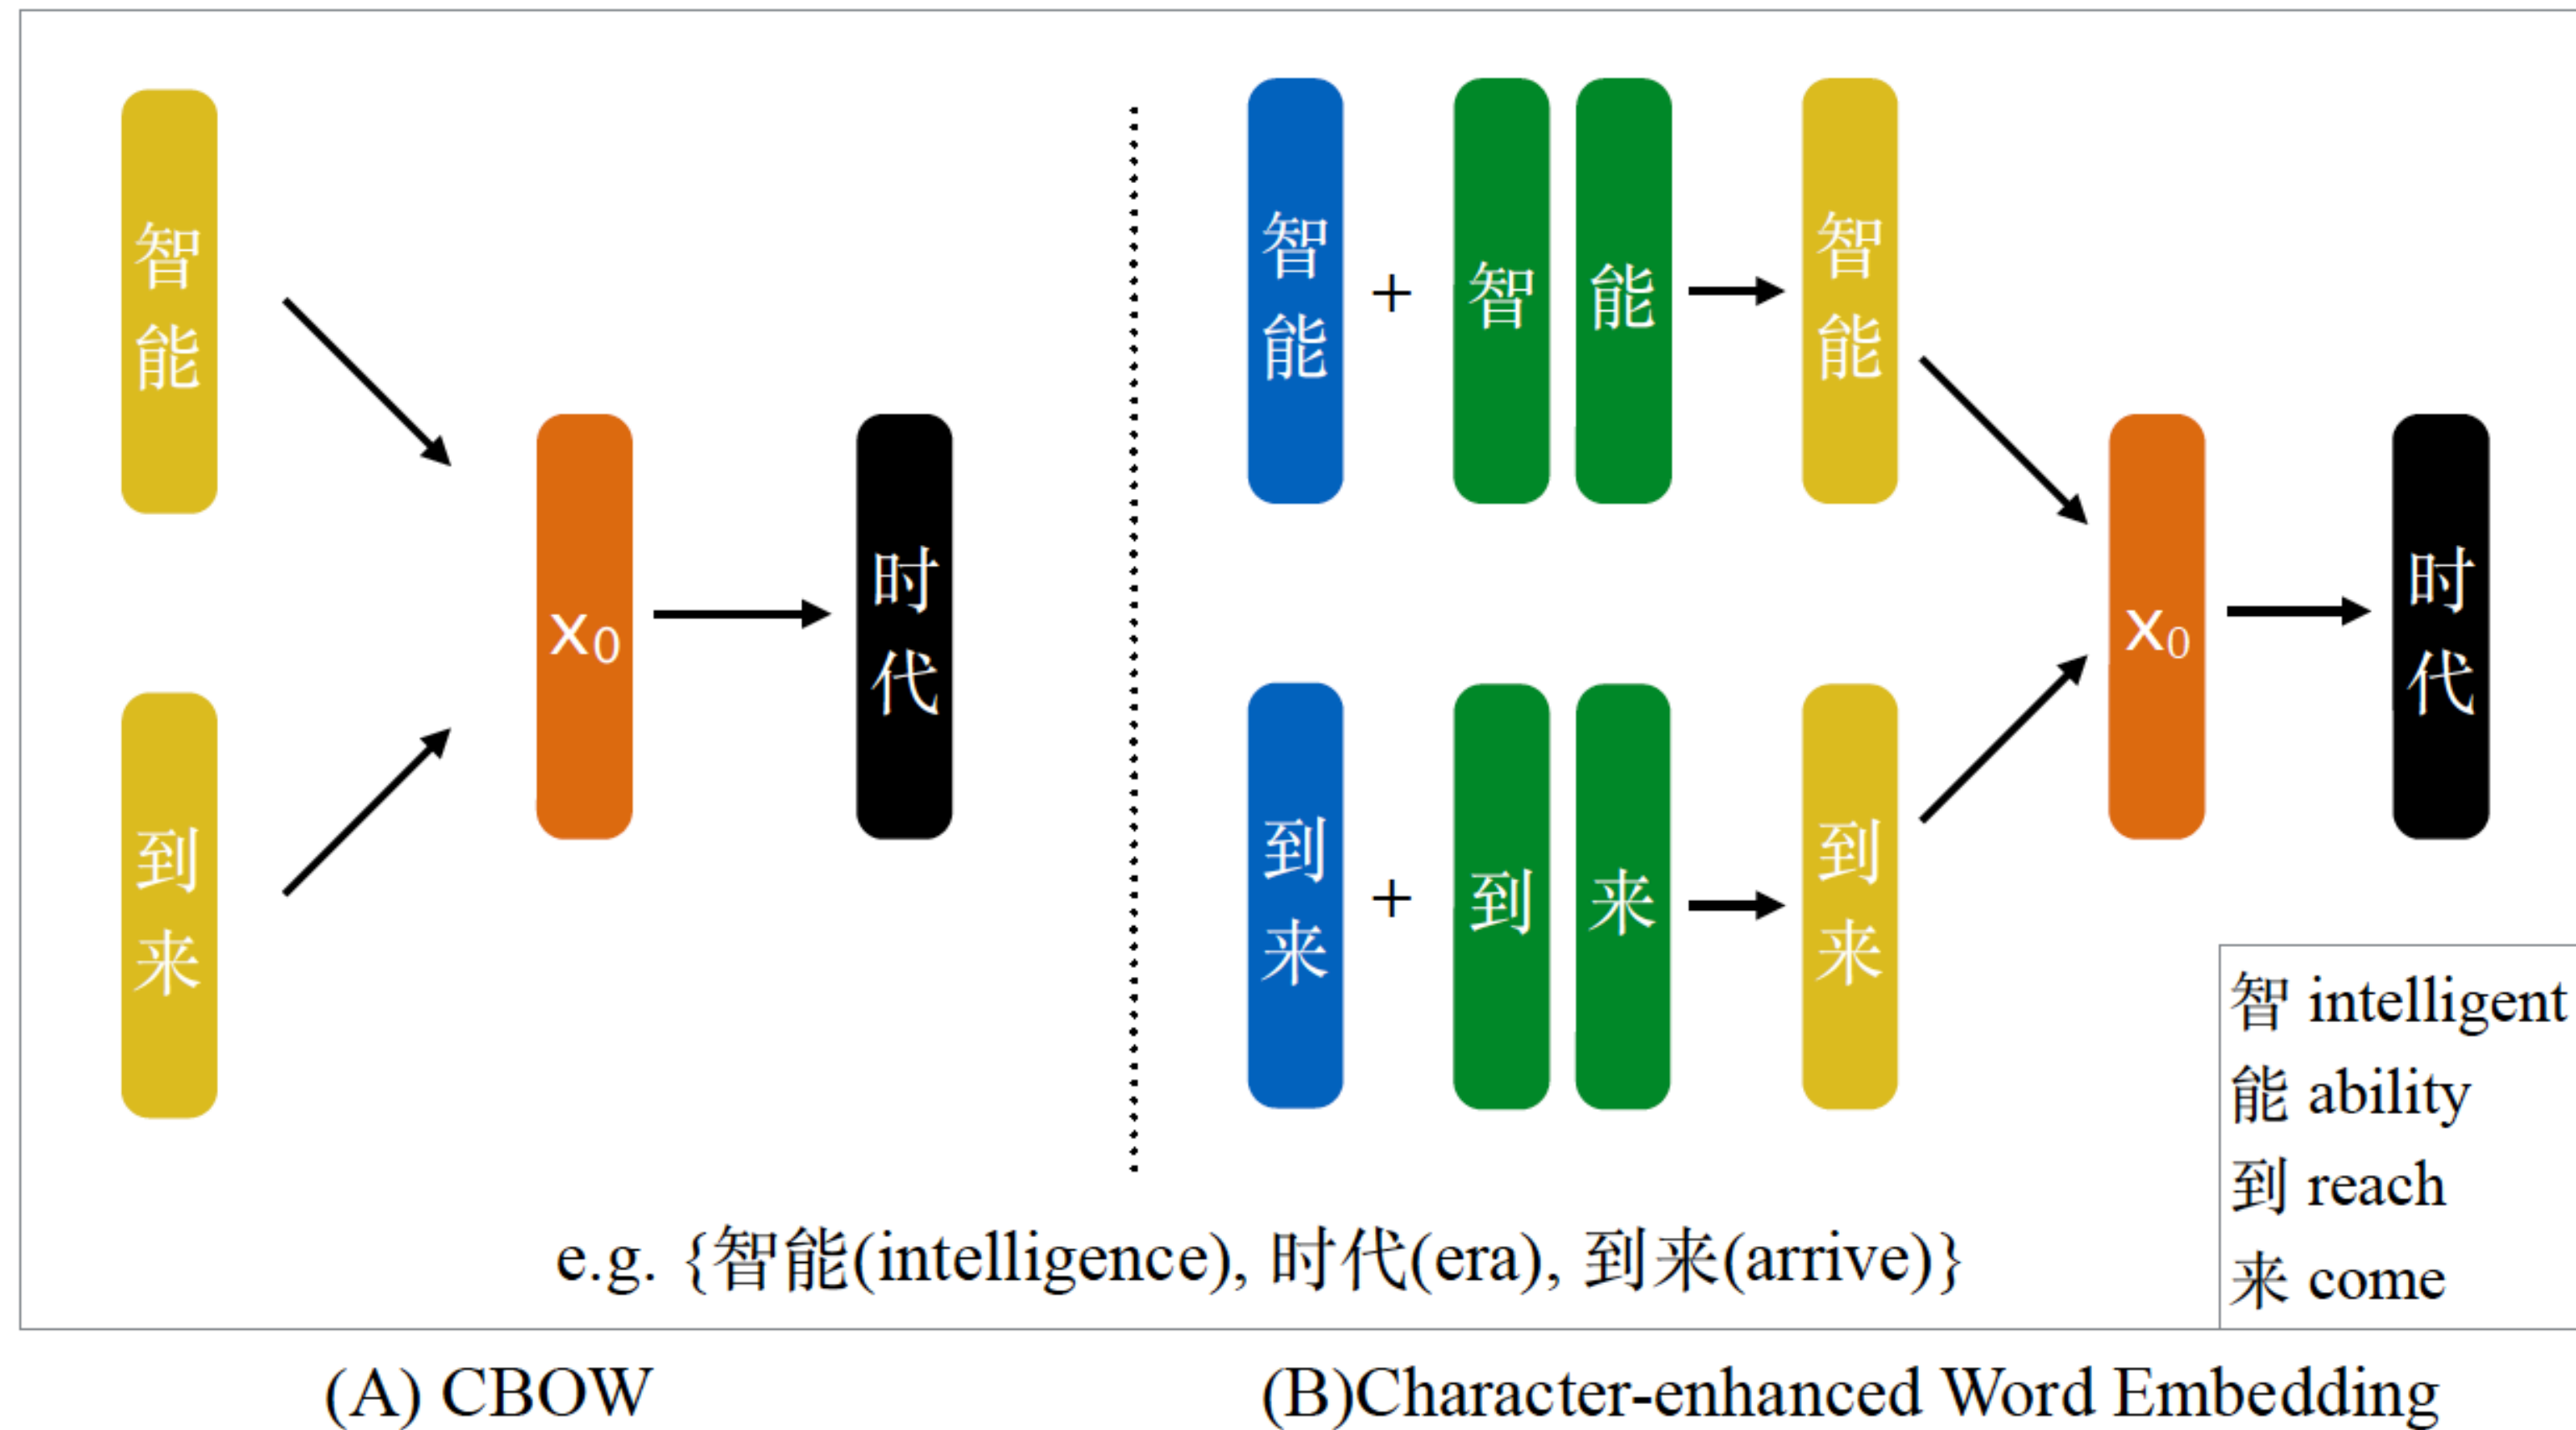 智能
到来
x₀
时代
智能
+
智
能
智能
到来
+
到
来
到来
x₀
时代
智 intelligent
能 ability
到 reach
来 come
e.g. {智能(intelligence), 时代(era), 到来(arrive)}
(A) CBOW
(B)Character-enhanced Word Embedding